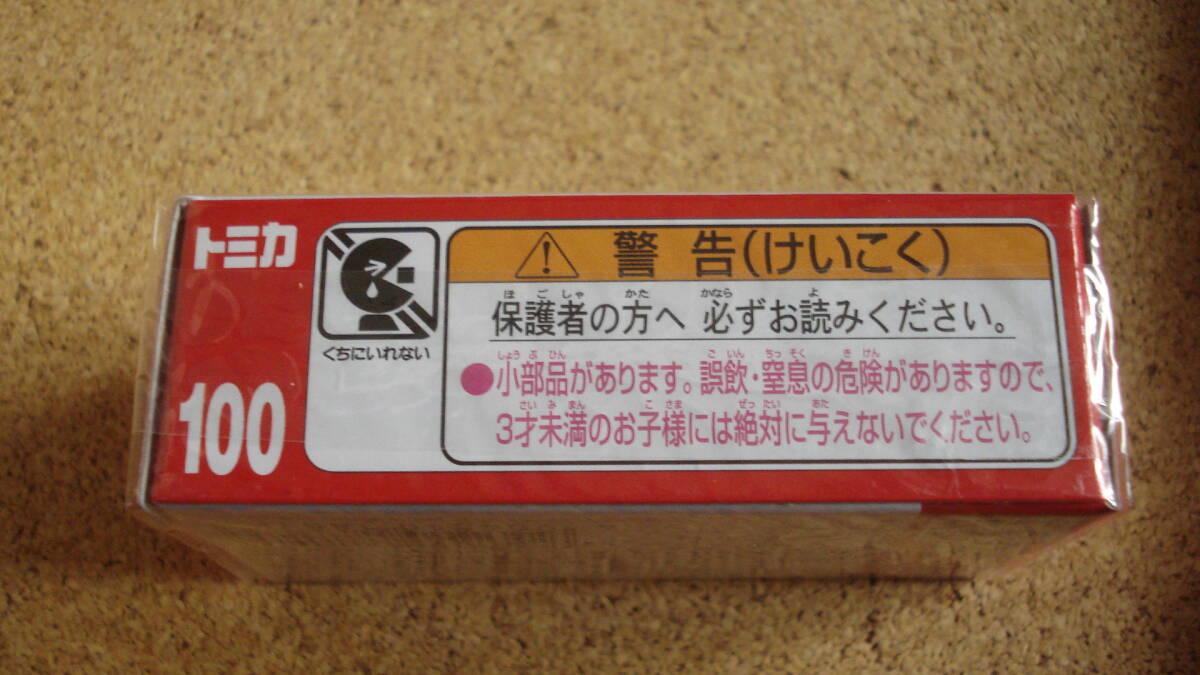 トミカ
100
くちにいれない
警告(けいこく)
ほごしゃ かた かなら よ
保護者の方へ 必ずお読みください。
しょうぶひん ごいん ちっそく きけん
●小部品があります。誤飲・窒息の危険がありますので、
さいみまん こさま ぜったい あた
3才未満のお子様には絶対に与えないでください。